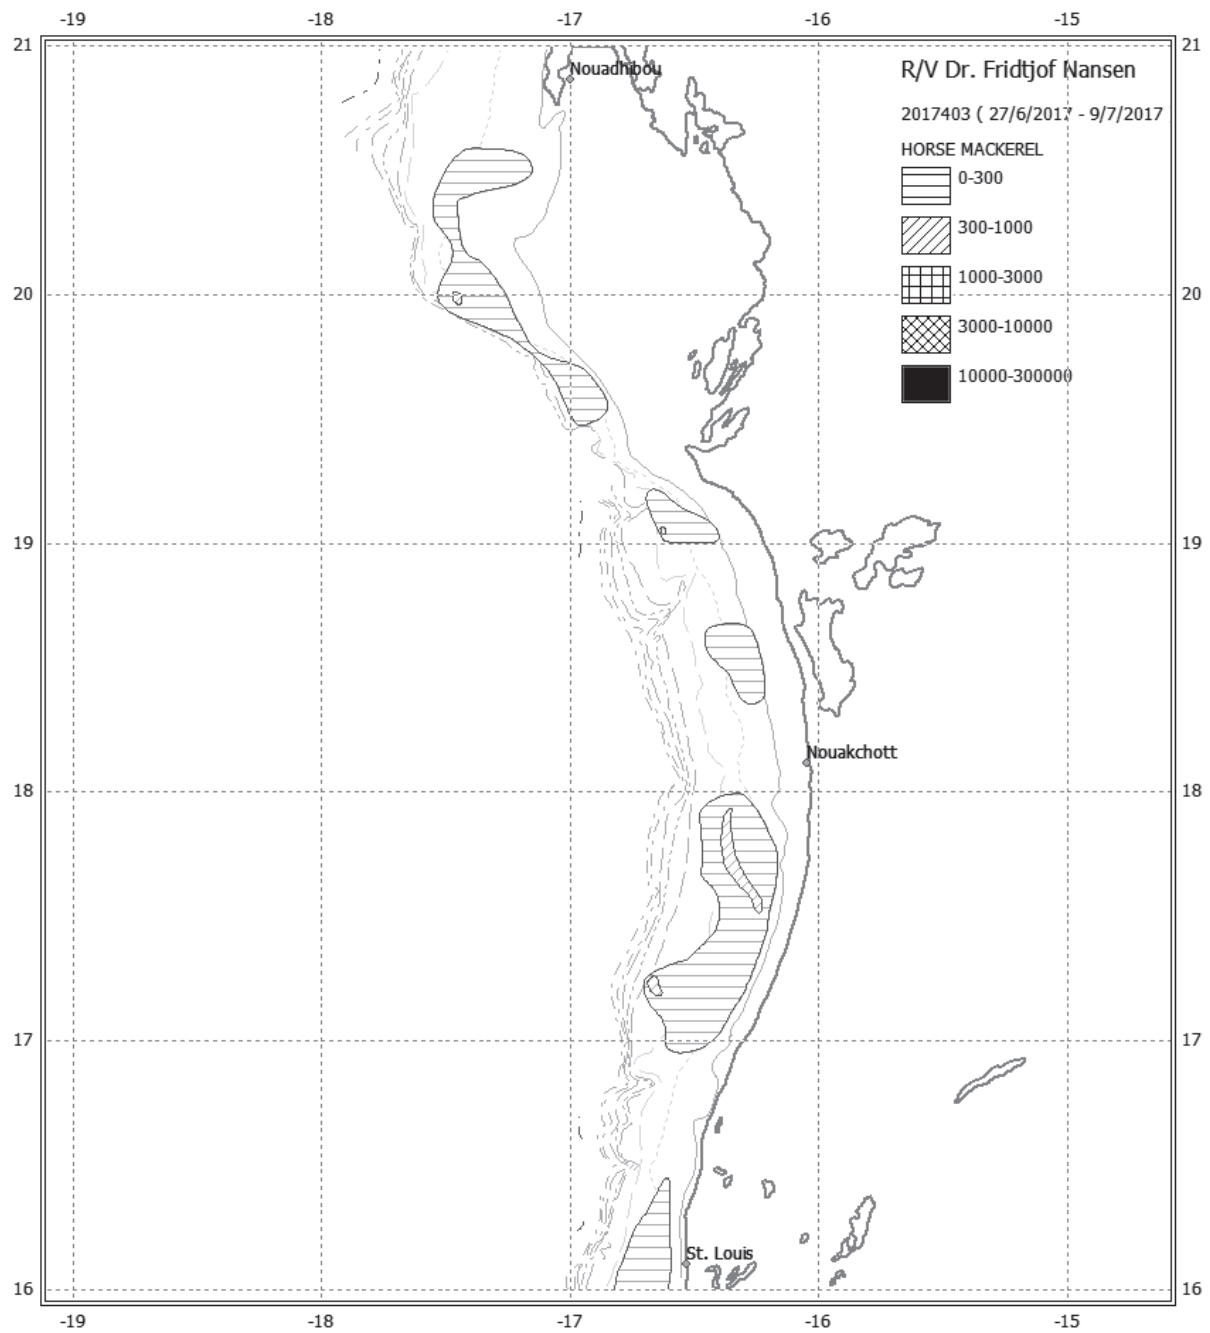 -19 -18 -17 -16 -15
21 21
Nouadhibou
R/V Dr. Fridtjof Nansen
2017403 ( 27/6/2017 - 9/7/2017
HORSE MACKEREL
0-300
300-1000
20 20
1000-3000
3000-10000
10000-300000
19 19
Nouakchott
18 18
17 17
St. Louis
16 16
-19 -18 -17 -16 -15